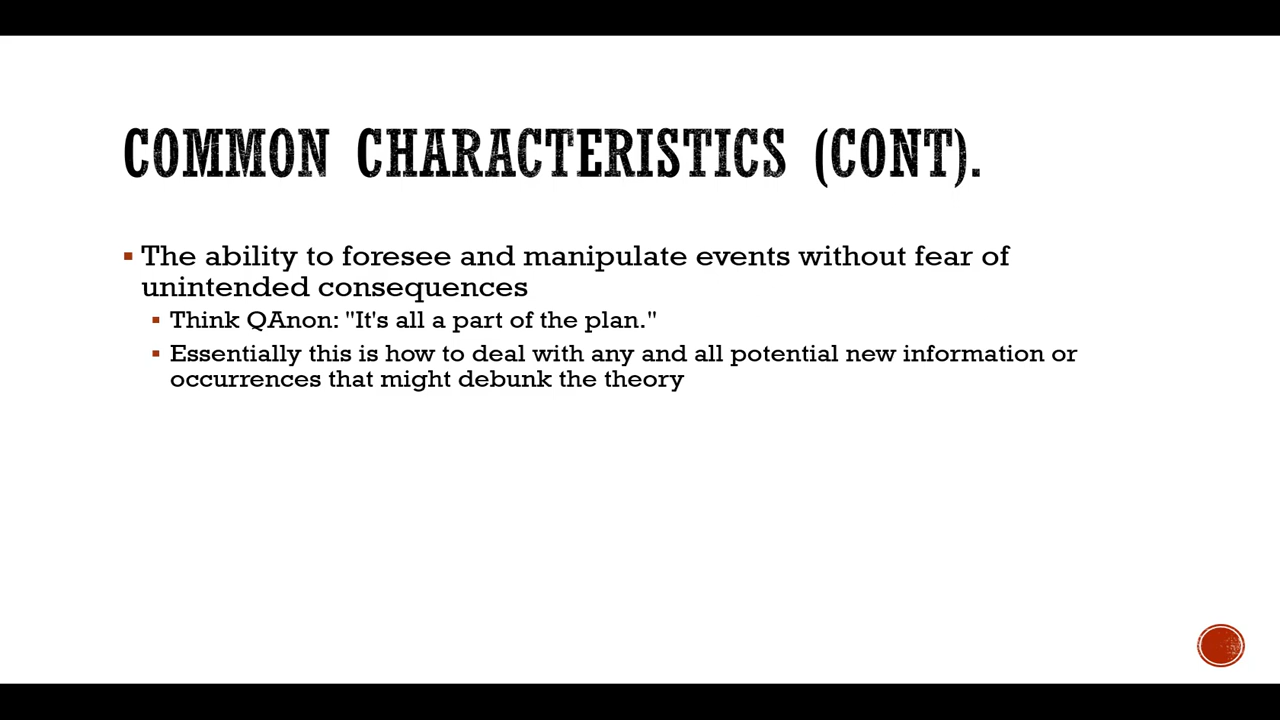 COMMON CHARACTERISTICS (CONT).
▪ The ability to foresee and manipulate events without fear of
unintended consequences
▪ Think QAnon: "It's all a part of the plan."
▪ Essentially this is how to deal with any and all potential new information or
occurrences that might debunk the theory